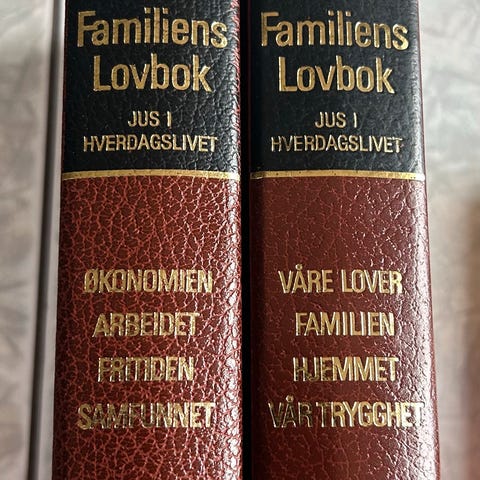 Familiens
Lovbok
JUS I
HVERDAGSLIVET
ØKONOMIEN
ARBEIDET
FRITIDEN
SAMFUNNET
Familiens
Lovbok
JUS I
HVERDAGSLIVET
VÅRE LOVER
FAMILIEN
HJEMMET
VÅR TRYGGHET